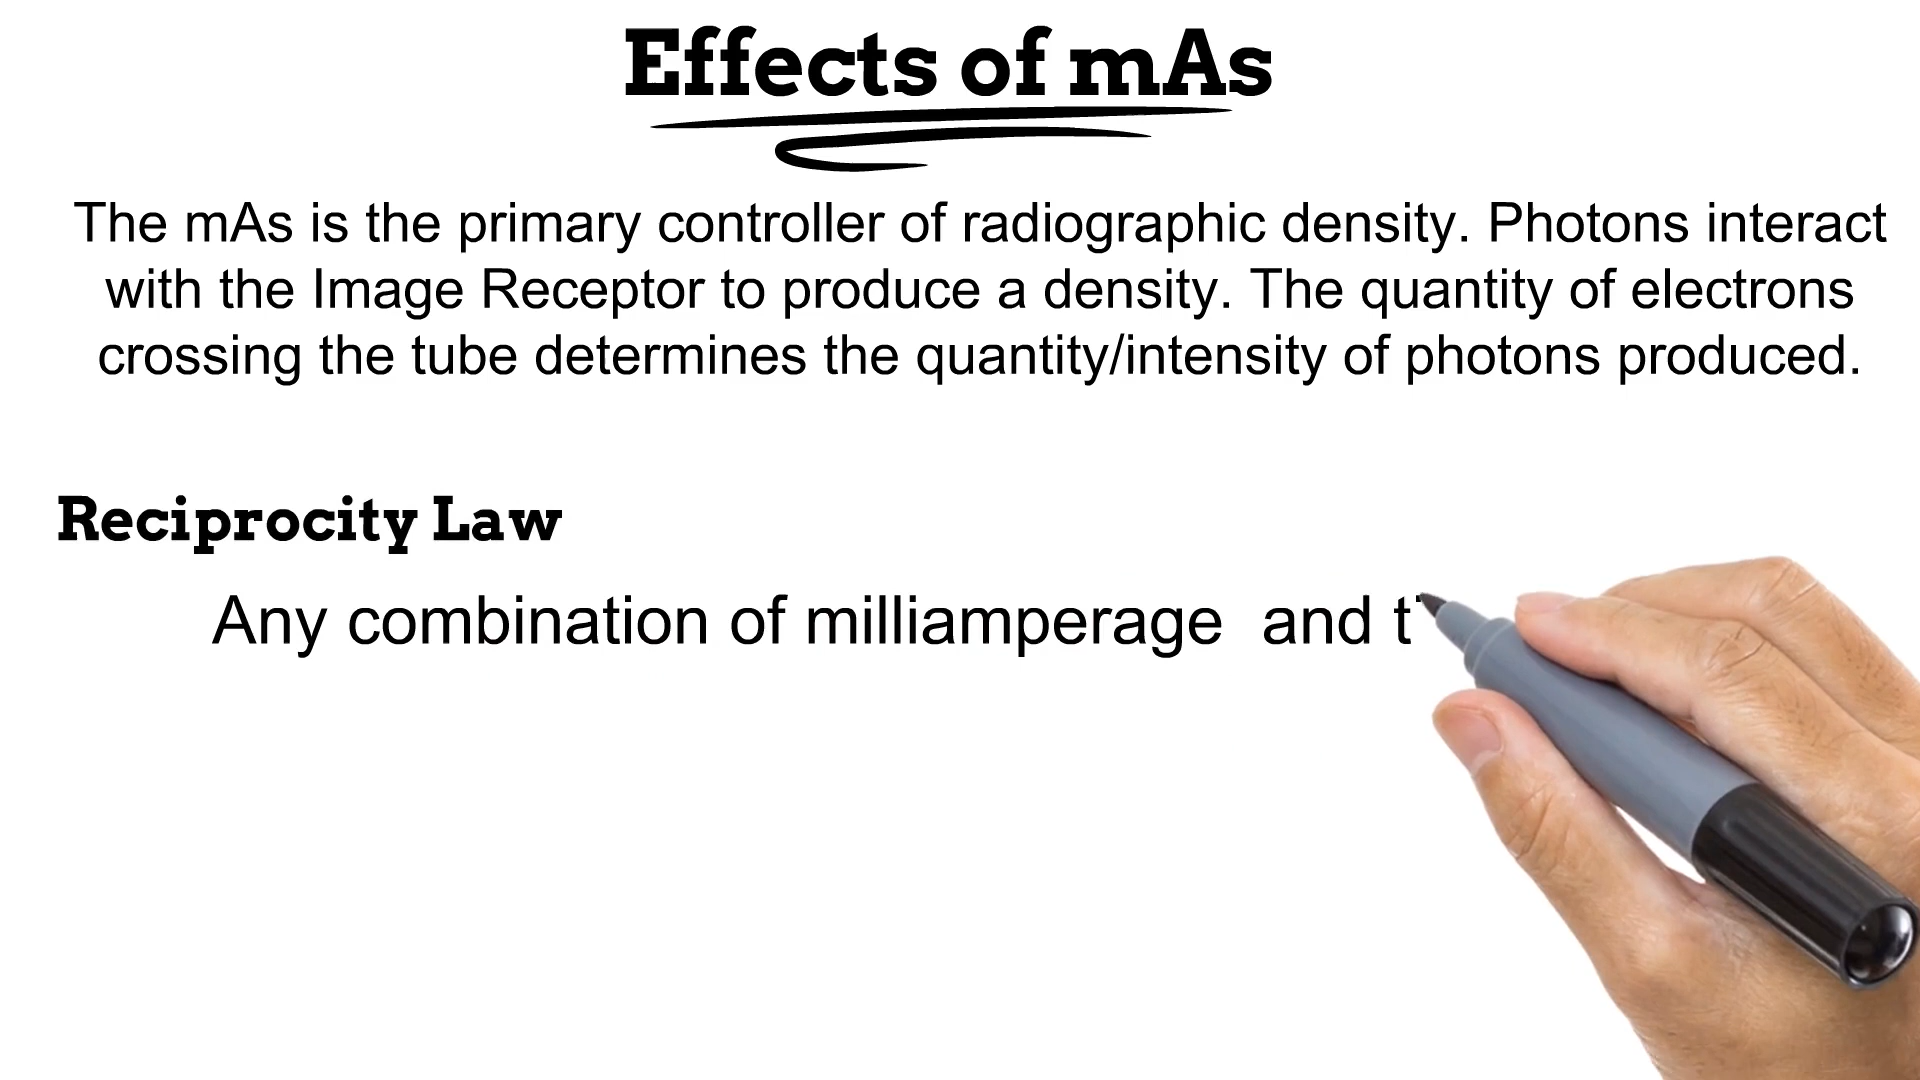 Effects of mAs
The mAs is the primary controller of radiographic density. Photons interact
with the Image Receptor to produce a density. The quantity of electrons
crossing the tube determines the quantity/intensity of photons produced.
Reciprocity Law
Any combination of milliamperage and